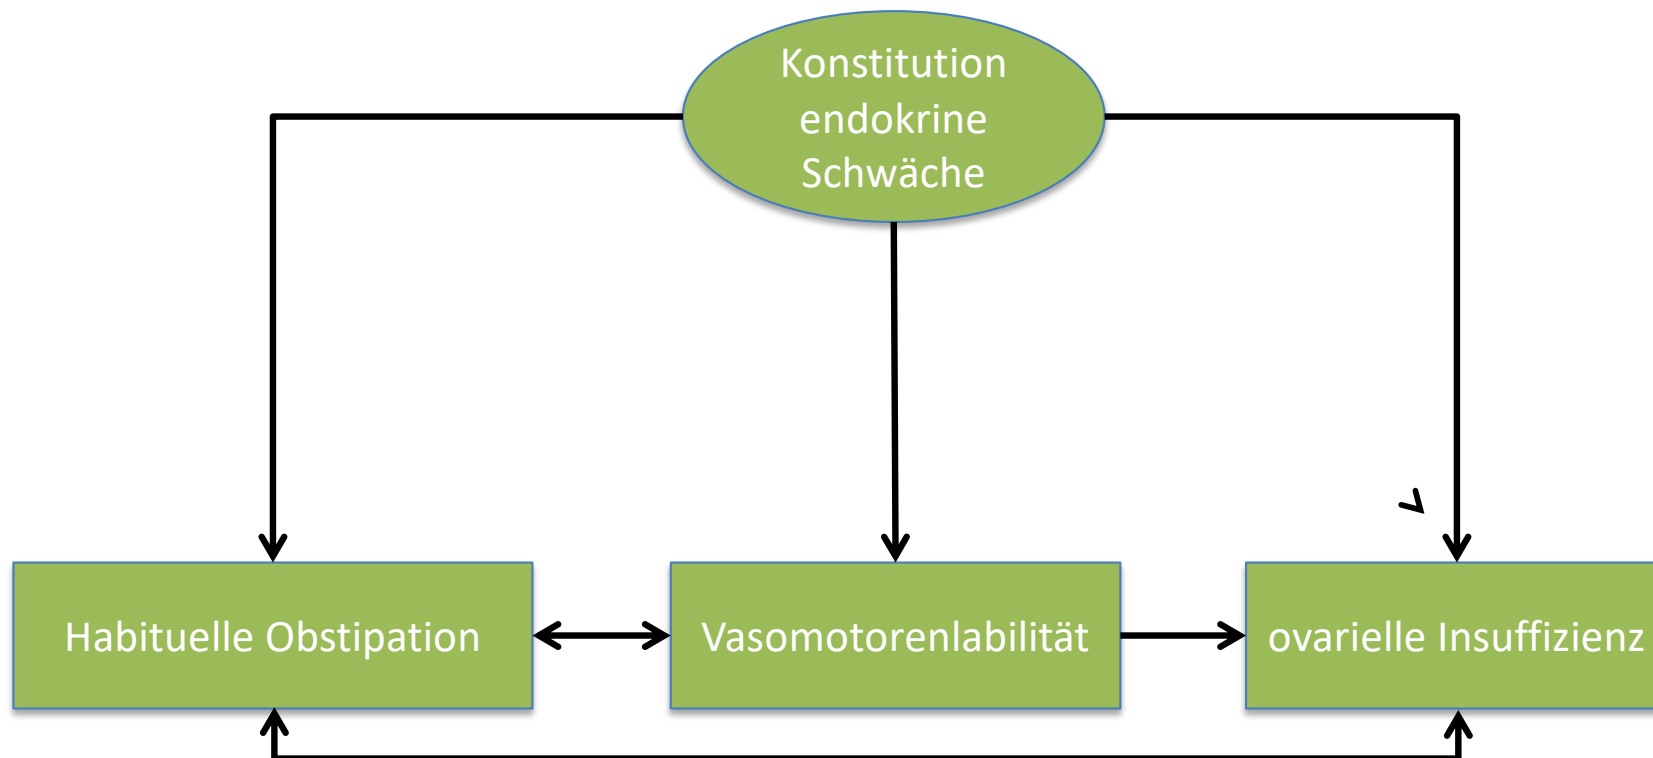 Konstitution
endokrine
Schwäche
Habituelle Obstipation
Vasomotorenlabilität
ovarielle Insuffizienz